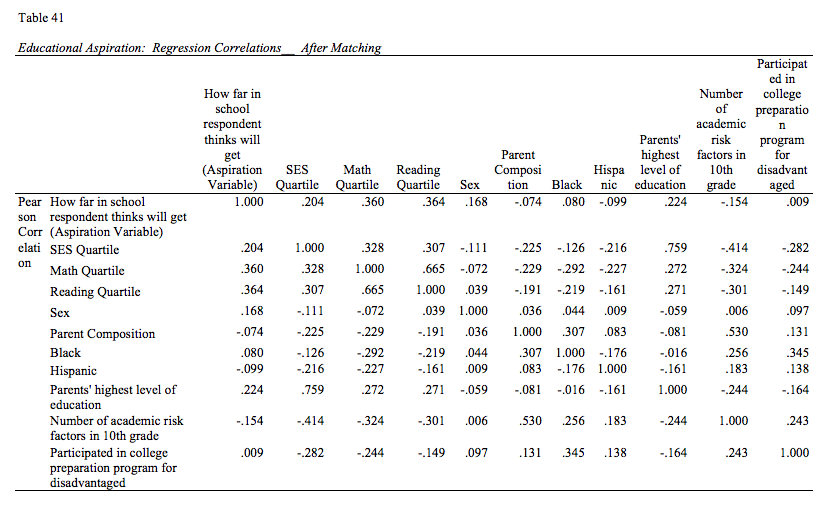 Table 41
Educational Aspiration: Regression Correlations__ After Matching
Participat
ed in
How far in Number college
school of preparatio
respondent academic n
thinks will Parents' risk program
get Parent highest factors in for
(Aspiration SES Math Reading Composi Hispa level of 10th disadvant
Variable) Quartile Quartile Quartile Sex tion Black nic education grade aged
Pear How far in school 1.000 .204 .360 .364 .168 -.074 .080 -.099 .224 -.154 .009
son respondent thinks will get
Corr (Aspiration Variable)
elati SES Quartile .204 1.000 .328 .307 -.111 -.225 -.126 -.216 .759 -.414 -.282
on Math Quartile .360 .328 1.000 .665 -.072 -.229 -.292 -.227 .272 -.324 -.244
Reading Quartile .364 .307 .665 1.000 .039 -.191 -.219 -.161 .271 -.301 -.149
Sex .168 -.111 -.072 .039 1.000 .036 .044 .009 -.059 .006 .097
Parent Composition -.074 -.225 -.229 -.191 .036 1.000 .307 .083 -.081 .530 .131
Black .080 -.126 -.292 -.219 .044 .307 1.000 -.176 -.016 .256 .345
Hispanic -.099 -.216 -.227 -.161 .009 .083 -.176 1.000 -.161 .183 .138
Parents' highest level of .224 .759 .272 .271 -.059 -.081 -.016 -.161 1.000 -.244 -.164
education
Number of academic risk -.154 -.414 -.324 -.301 .006 .530 .256 .183 -.244 1.000 .243
factors in 10th grade
Participated in college .009 -.282 -.244 -.149 .097 .131 .345 .138 -.164 .243 1.000
preparation program for
disadvantaged